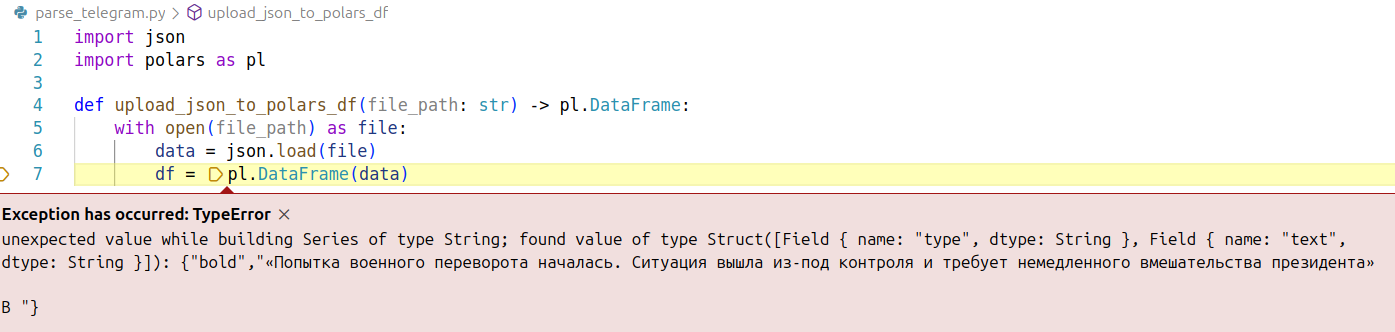 parse_telegram.py > upload_json_to_polars_df
1 import json
2 import polars as pl
3
4 def upload_json_to_polars_df(file_path: str) -> pl.DataFrame:
5 with open(file_path) as file:
6 data = json.load(file)
7 df = pl.DataFrame(data)
Exception has occurred: TypeError ×
unexpected value while building Series of type String; found value of type Struct([Field { name: "type", dtype: String }, Field { name: "text",
dtype: String }]): {"bold","«Попытка военного переворота началась. Ситуация вышла из-под контроля и требует немедленного вмешательства президента»
В "}